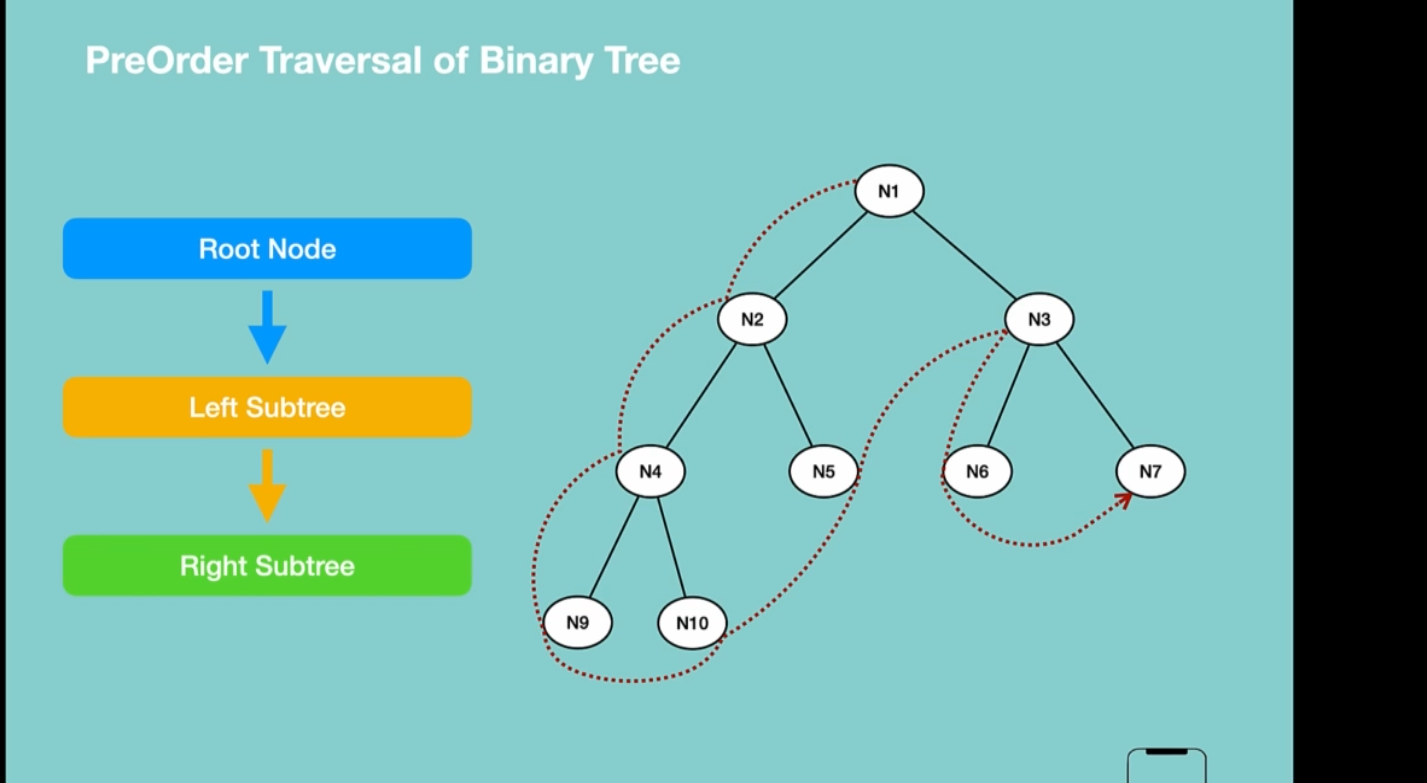 PreOrder Traversal of Binary Tree
Root Node
Left Subtree
Right Subtree
N1
N2
N3
N4
N5
N6
N7
N9
N10